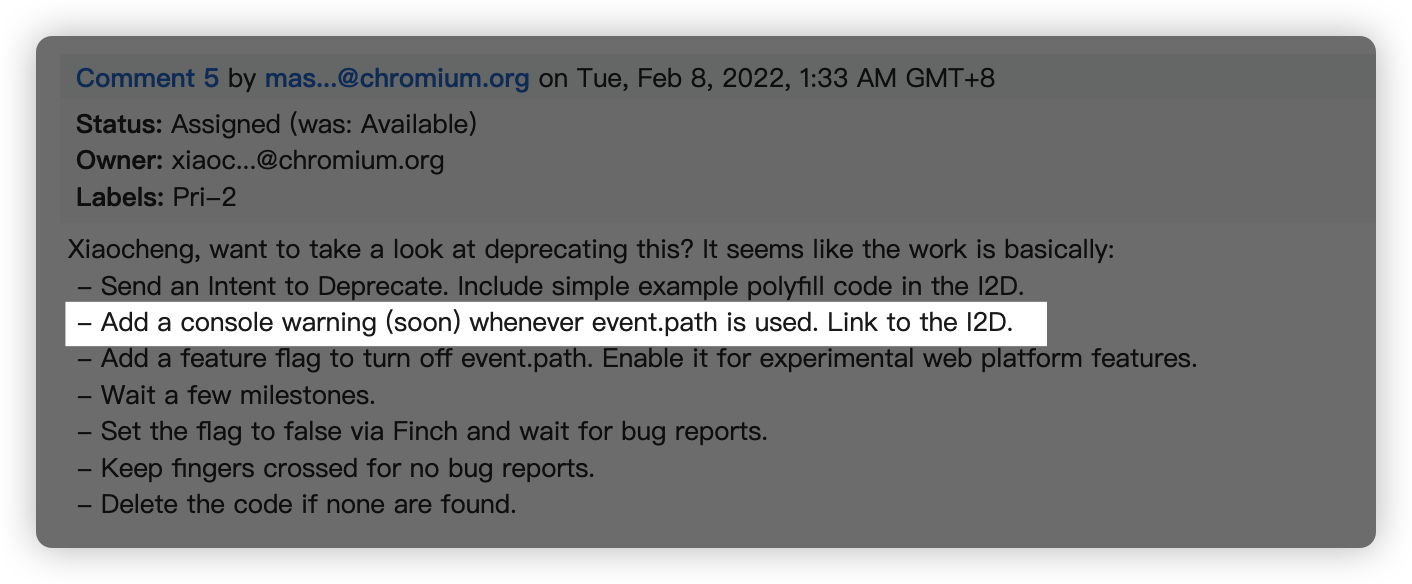 Comment 5 by mas...@chromium.org on Tue, Feb 8, 2022, 1:33 AM GMT+8
Status: Assigned (was: Available)
Owner: xiaoc...@chromium.org
Labels: Pri-2
Xiaocheng, want to take a look at deprecating this? It seems like the work is basically:
– Send an Intent to Deprecate. Include simple example polyfill code in the I2D.
– Add a console warning (soon) whenever event.path is used. Link to the I2D.
– Add a feature flag to turn off event.path. Enable it for experimental web platform features.
– Wait a few milestones.
– Set the flag to false via Finch and wait for bug reports.
– Keep fingers crossed for no bug reports.
– Delete the code if none are found.